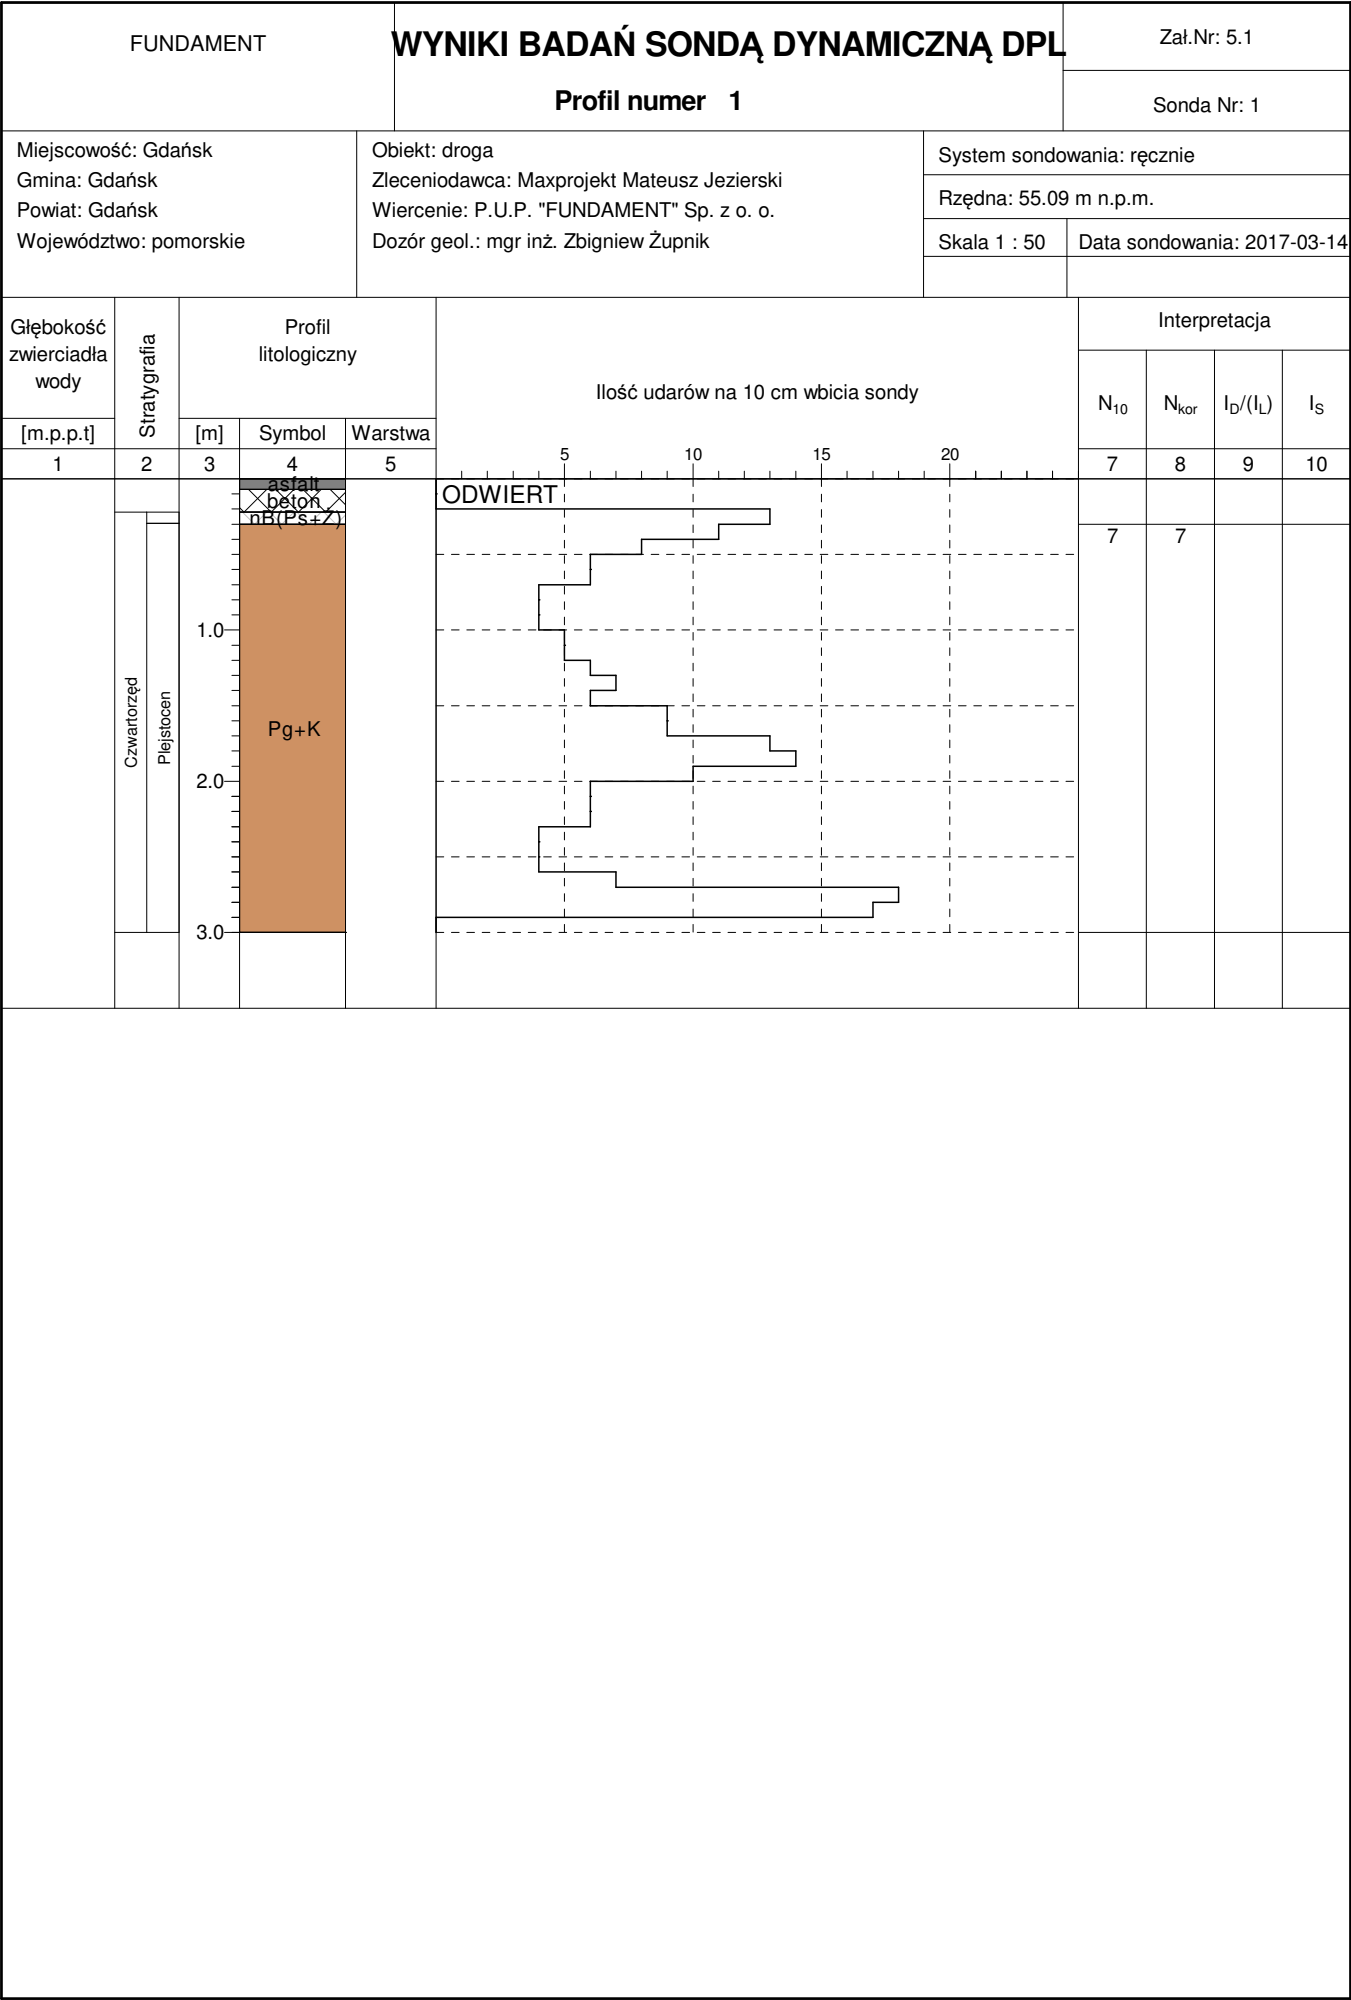 FUNDAMENT
WYNIKI BADAŃ SONDĄ DYNAMICZNĄ DPL
Profil numer 1
Zał.Nr: 5.1
Sonda Nr: 1
Miejscowość: Gdańsk
Gmina: Gdańsk
Powiat: Gdańsk
Województwo: pomorskie
Obiekt: droga
Zleceniodawca: Maxprojekt Mateusz Jezierski
Wiercenie: P.U.P. "FUNDAMENT" Sp. z o. o.
Dozór geol.: mgr inż. Zbigniew Żupnik
System sondowania: ręcznie
Rzędna: 55.09 m n.p.m.
Skala 1 : 50
Data sondowania: 2017-03-14
Głębokość
zwierciadła
wody
[m.p.p.t]
Stratygrafia
Profil
litologiczny
[m]
Symbol
Warstwa
Ilość udarów na 10 cm wbicia sondy
Interpretacja
N10
Nkor
ID/(IL)
IS
1
2
3
4
5
5
10
15
20
7
8
9
10
asfalt
beton
nB(Ps+Ż)
ODWIERT
7
7
1.0
Czwartorzęd
Plejstocen
Pg+K
2.0
3.0